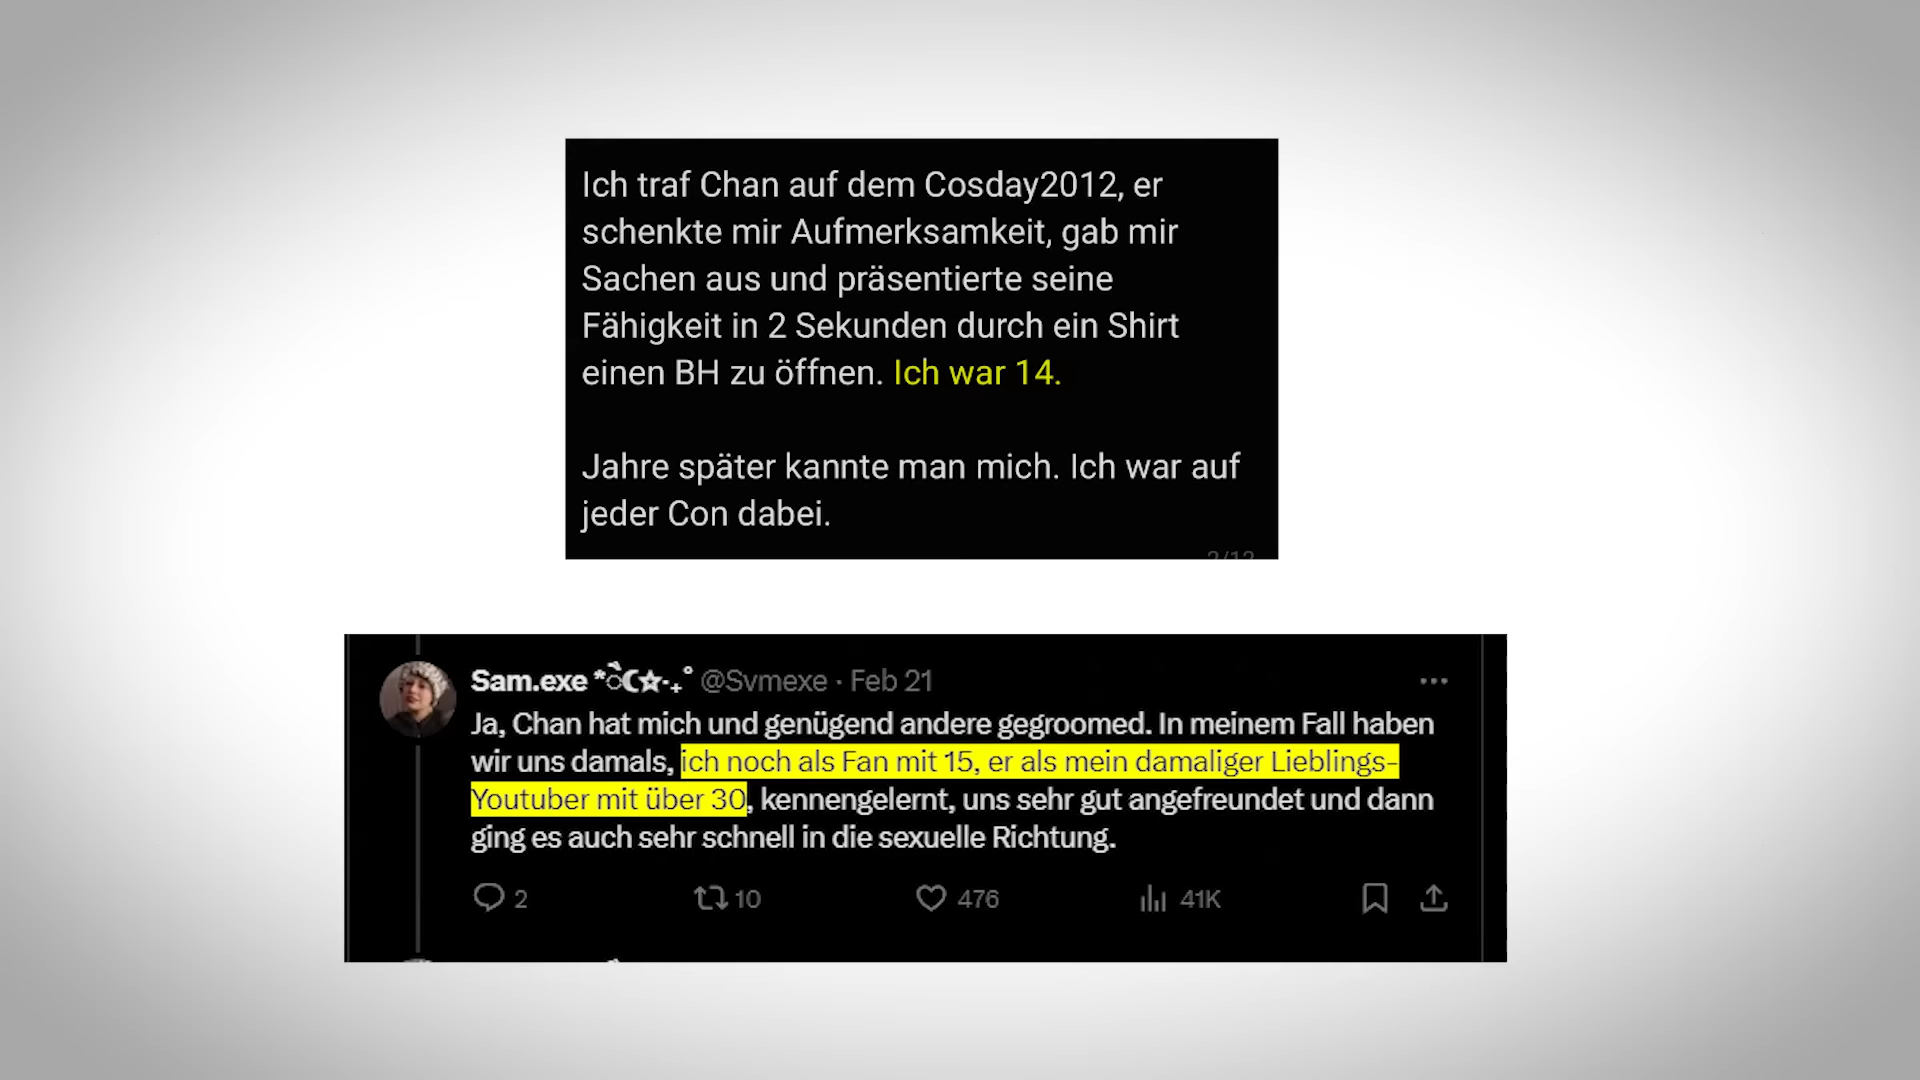 Ich traf Chan auf dem Cosday2012, er
schenkte mir Aufmerksamkeit, gab mir
Sachen aus und präsentierte seine
Fähigkeit in 2 Sekunden durch ein Shirt
einen BH zu öffnen. Ich war 14.
Jahre später kannte man mich. Ich war auf
jeder Con dabei.
Sam.exe @Svmexe · Feb 21
Ja, Chan hat mich und genügend andere gegroomed. In meinem Fall haben
wir uns damals, ich noch als Fan mit 15, er als mein damaliger Lieblings-
Youtuber mit über 30, kennengelernt, uns sehr gut angefreundet und dann
ging es auch sehr schnell in die sexuelle Richtung.
2 10 476 41K